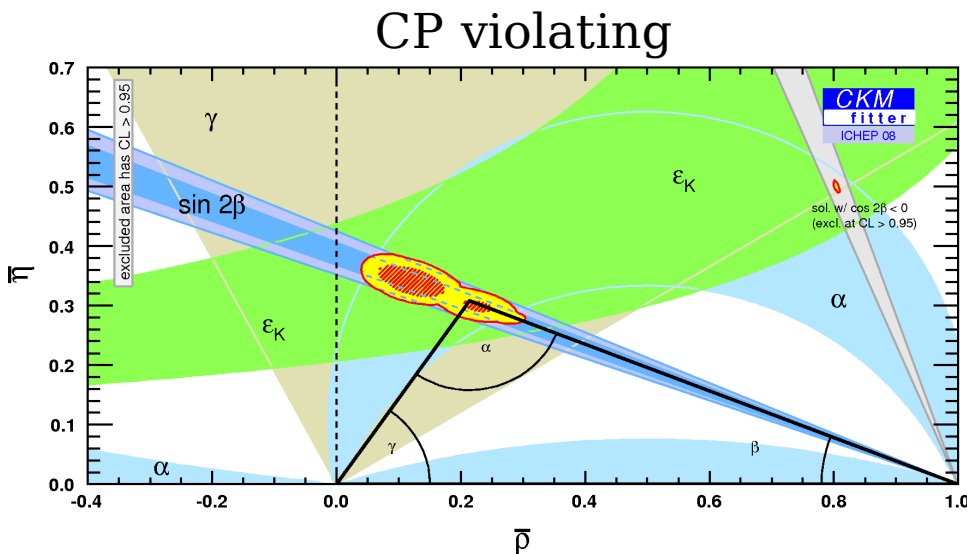 CP violating
excluded area has CL > 0.95
γ
CKM
fitter
ICHEP 08
sin 2β
εK
sol. w/ cos 2β < 0
(excl. at CL > 0.95)
α
εK
α
γ
β
α
0.7
0.6
0.5
0.4
0.3
0.2
0.1
0.0
-0.4
-0.2
0.0
0.2
0.4
0.6
0.8
1.0
η̅
ρ̅